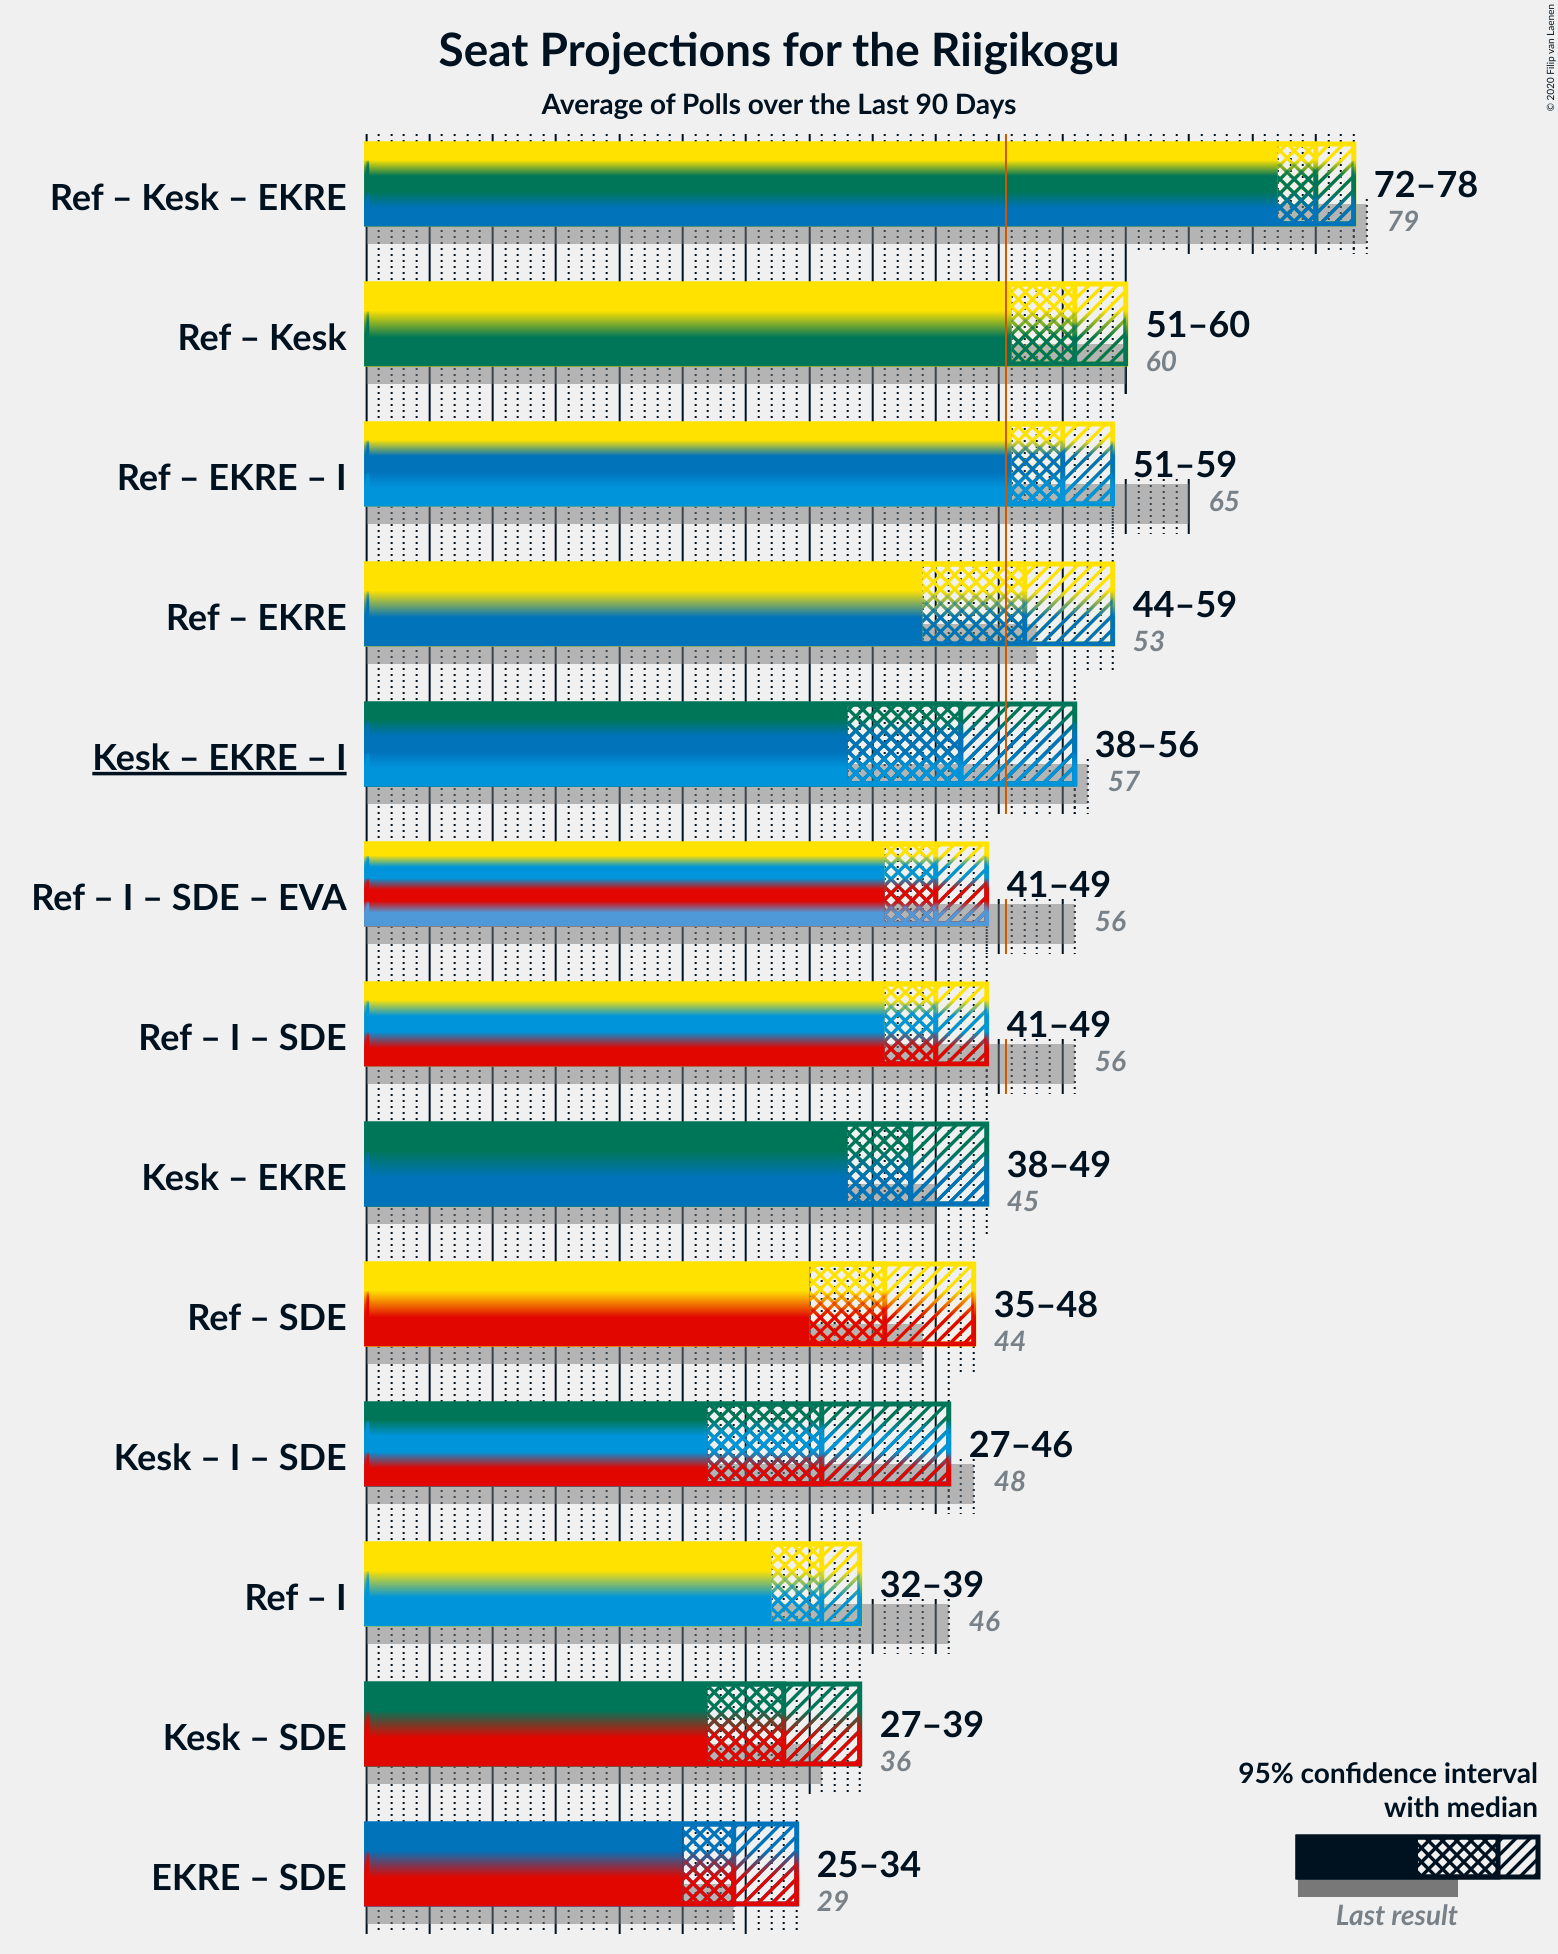 Seat Projections for the Riigikogu
Average of Polls over the Last 90 Days
© 2020 Filip van Laenen
Ref – Kesk – EKRE
72–78
79
Ref – Kesk
51–60
60
Ref – EKRE – I
51–59
65
Ref – EKRE
44–59
53
Kesk – EKRE – I
38–56
57
Ref – I – SDE – EVA
41–49
56
Ref – I – SDE
41–49
56
Kesk – EKRE
38–49
45
Ref – SDE
35–48
44
Kesk – I – SDE
27–46
48
Ref – I
32–39
46
Kesk – SDE
27–39
36
EKRE – SDE
25–34
29
95% confidence interval
with median
Last result